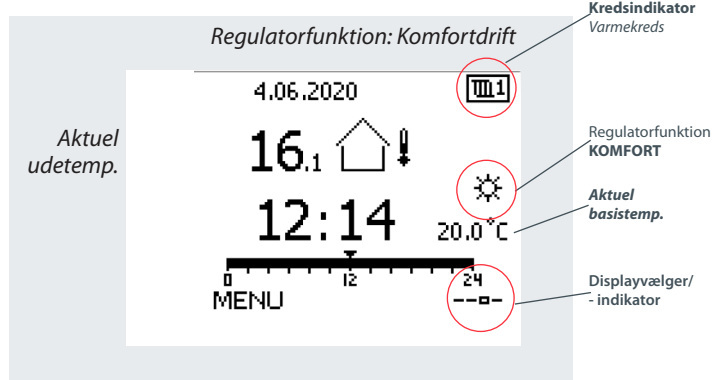 Kredsindikator
Varmekreds
Regulatorfunktion: Komfortdrift
4.06.2020
1
Aktuel
udetemp.
16.1
Regulatorfunktion
KOMFORT
12:14
20.0°C
Aktuel
basistemp.
0 12 24
MENU
Displayvælger/
- indikator